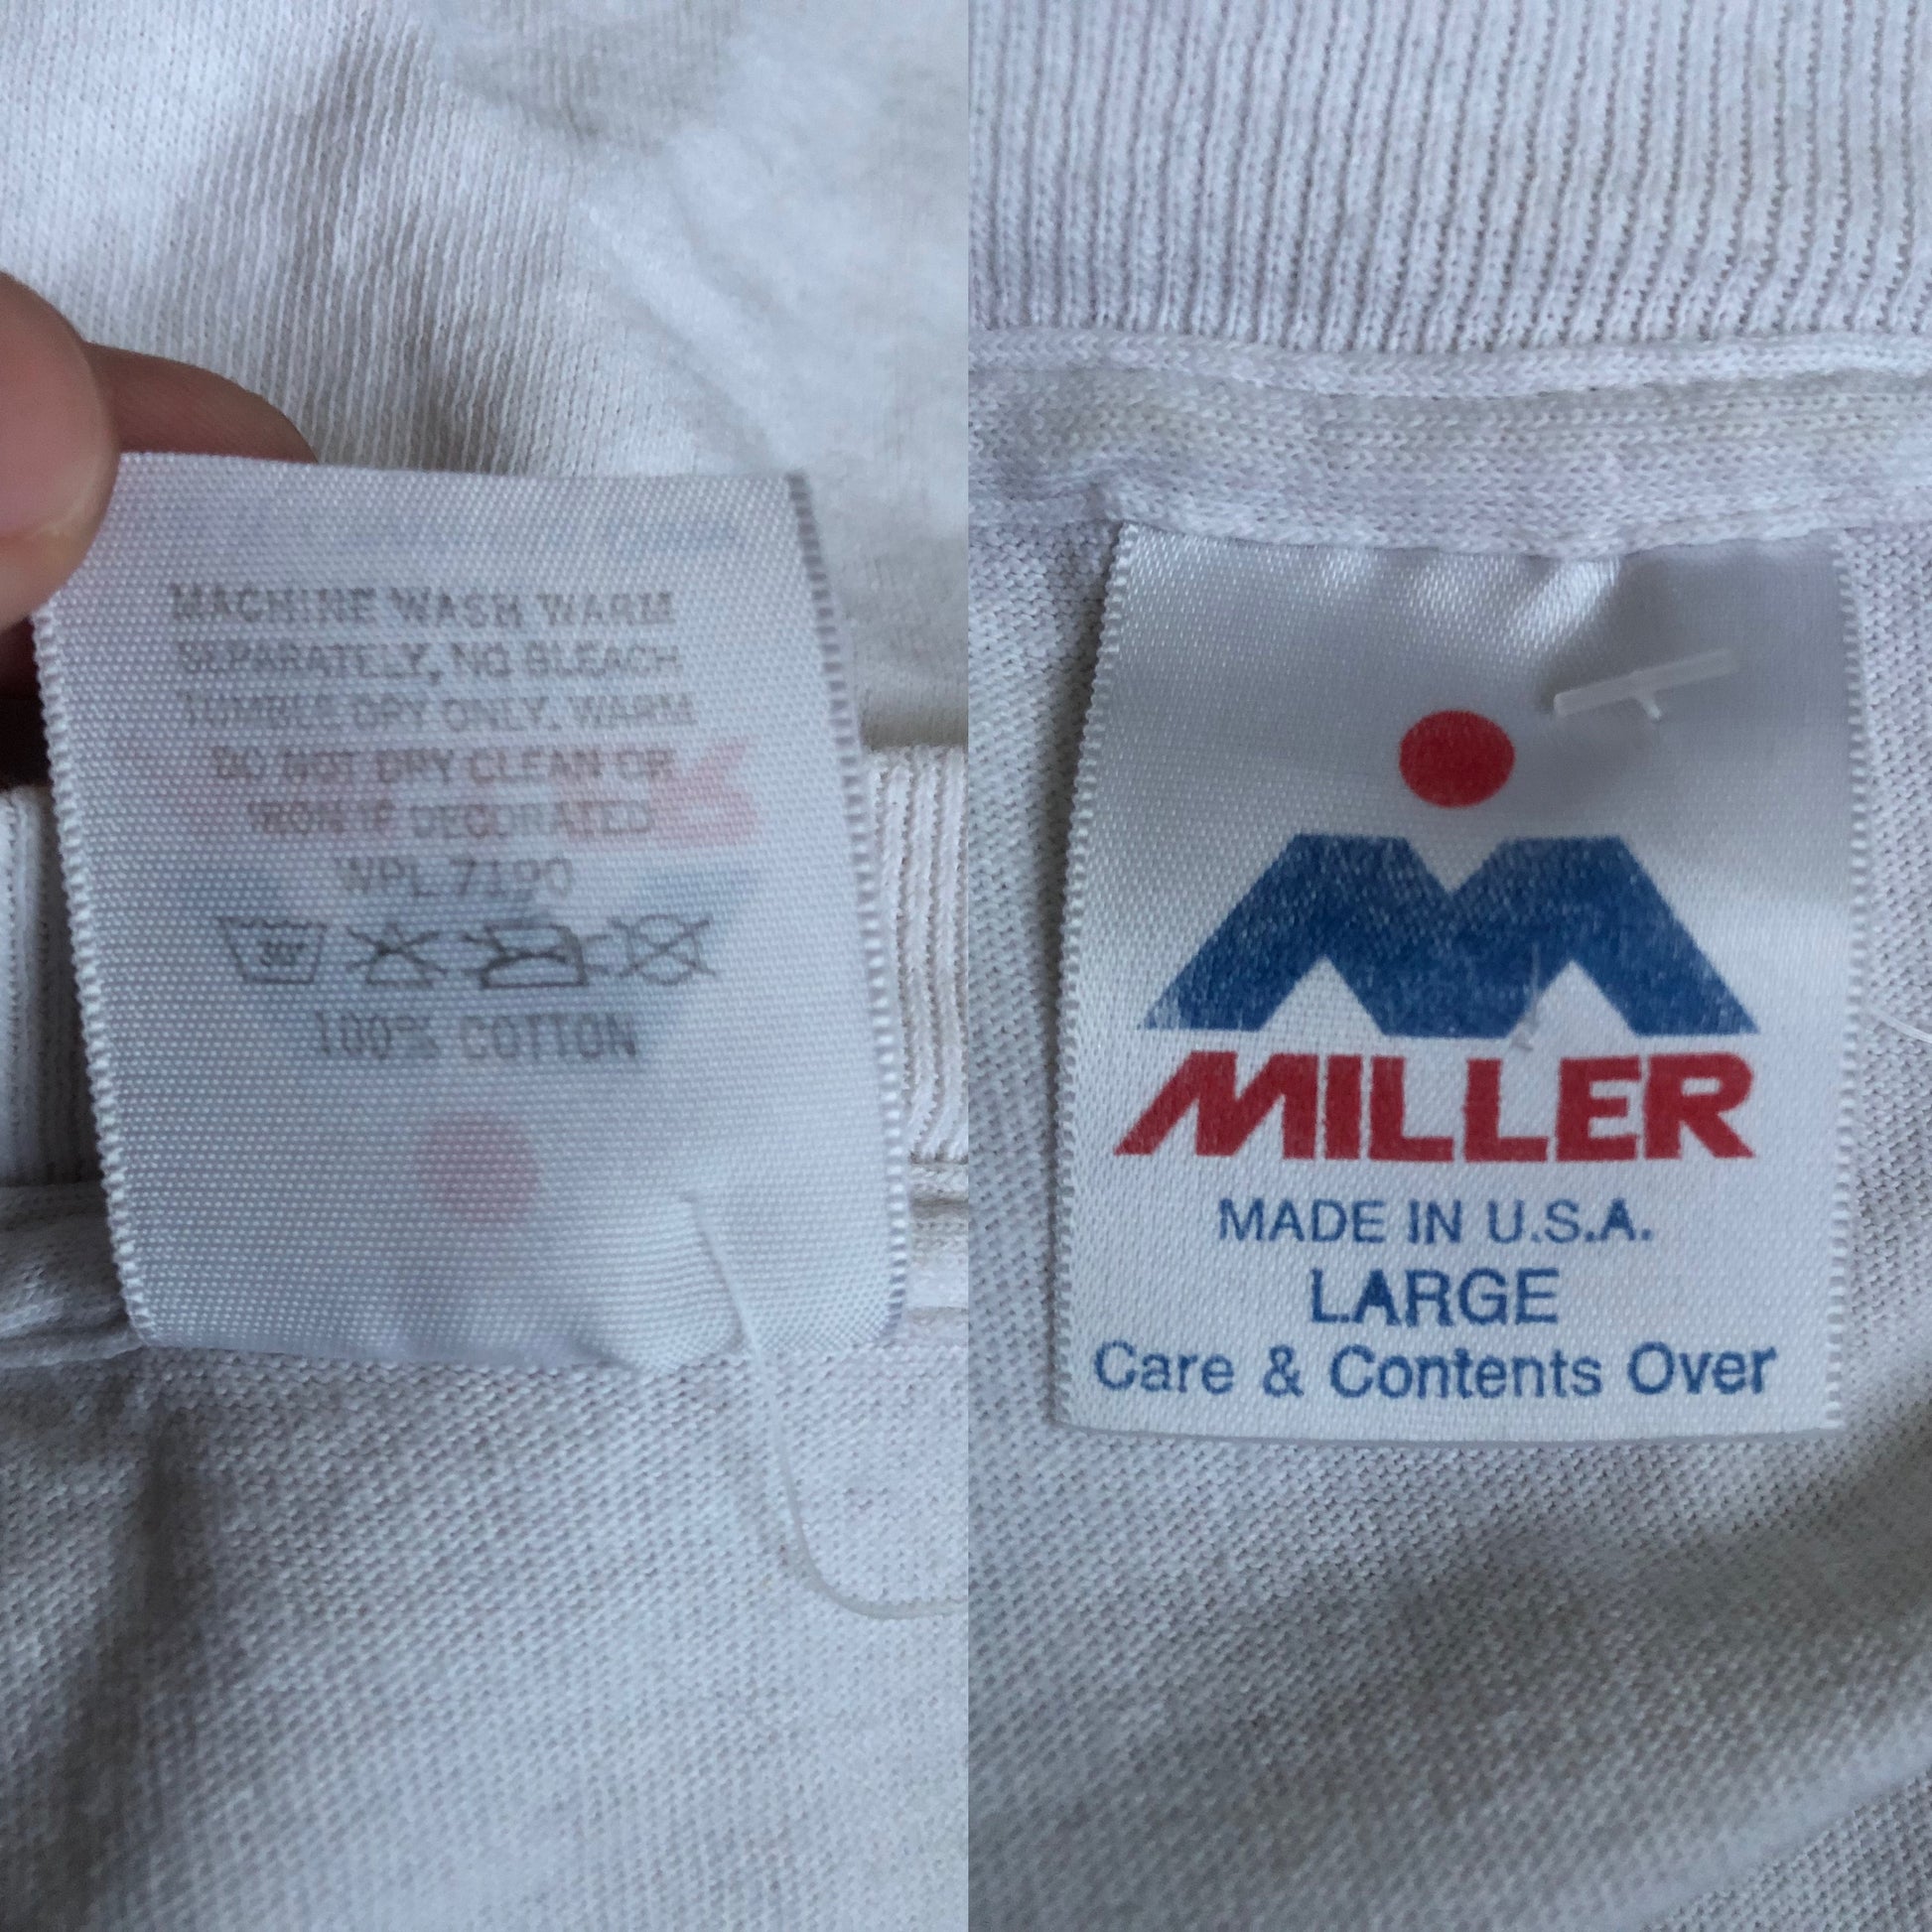 MACHINE WASH WARM
SEPARATELY, NO BLEACH
TUMBLE DRY ONLY, WARM
DO NOT DRY CLEAN OR
IRON IF DECORATED
WPL 7190
100% COTTON
MILLER
MADE IN U.S.A.
LARGE
Care & Contents Over